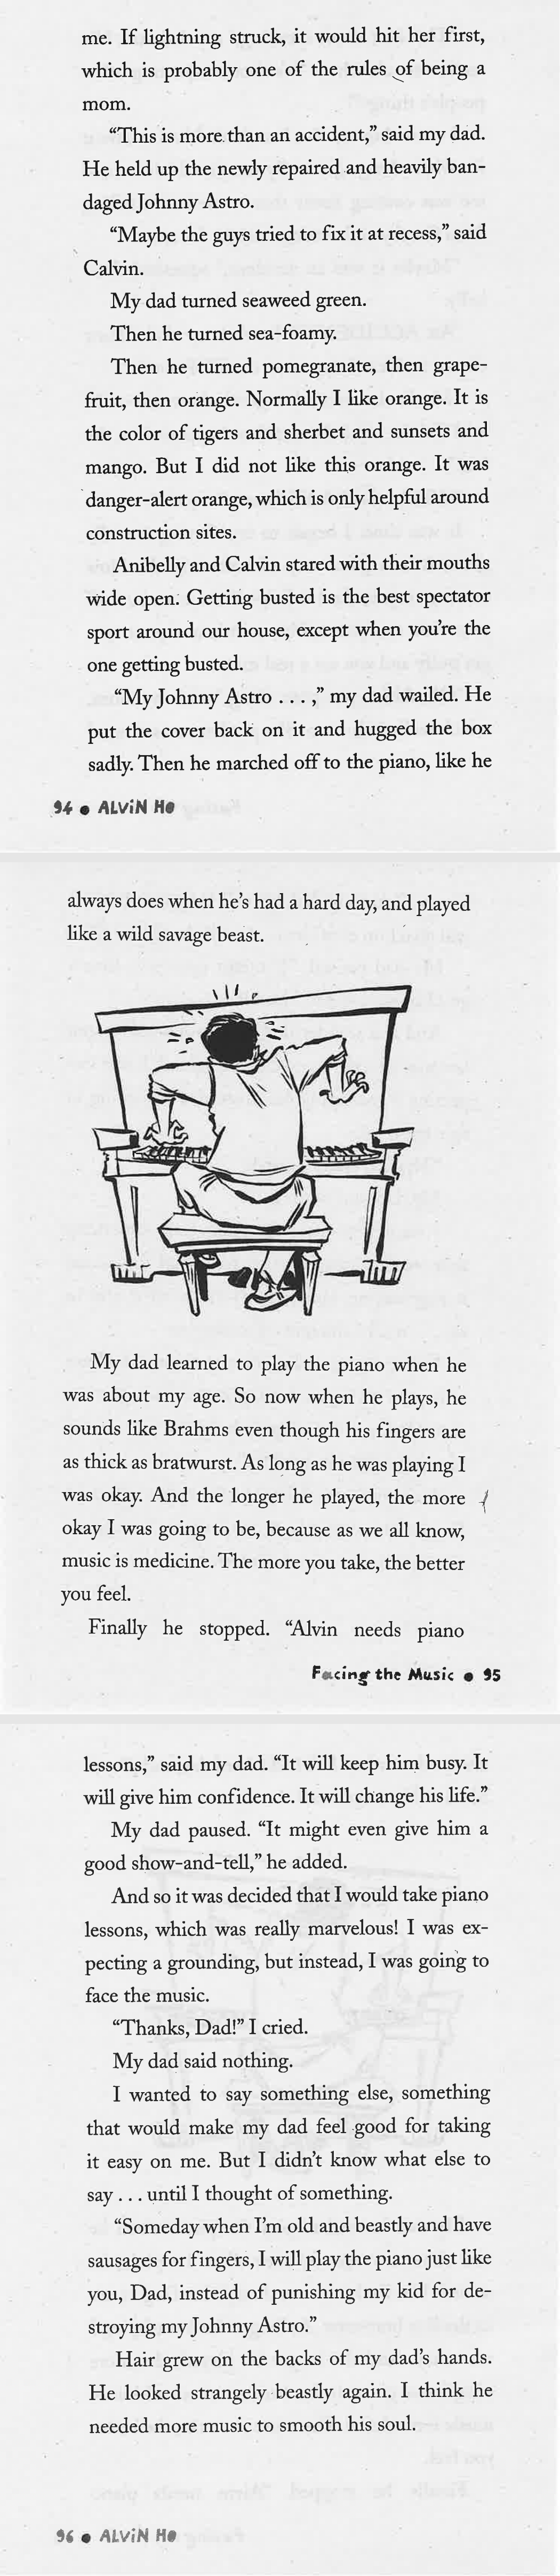 me. If lightning struck, it would hit her first,
which is probably one of the rules of being a
mom.
“This is more than an accident,” said my dad.
He held up the newly repaired and heavily ban-
daged Johnny Astro.
“Maybe the guys tried to fix it at recess,” said
Calvin.
My dad turned seaweed green.
Then he turned sea-foamy.
Then he turned pomegranate, then grape-
fruit, then orange. Normally I like orange. It is
the color of tigers and sherbet and sunsets and
mango. But I did not like this orange. It was
danger-alert orange, which is only helpful around
construction sites.
Anibelly and Calvin stared with their mouths
wide open. Getting busted is the best spectator
sport around our house, except when you’re the
one getting busted.
“My Johnny Astro . . . ,” my dad wailed. He
put the cover back on it and hugged the box
sadly. Then he marched off to the piano, like he
94 • ALViN HO
always does when he’s had a hard day, and played
like a wild savage beast.
My dad learned to play the piano when he
was about my age. So now when he plays, he
sounds like Brahms even though his fingers are
as thick as bratwurst. As long as he was playing I
was okay. And the longer he played, the more
okay I was going to be, because as we all know,
music is medicine. The more you take, the better
you feel.
Finally he stopped. “Alvin needs piano
Facing the Music • 95
lessons,” said my dad. “It will keep him busy. It
will give him confidence. It will change his life.”
My dad paused. “It might even give him a
good show-and-tell,” he added.
And so it was decided that I would take piano
lessons, which was really marvelous! I was ex-
pecting a grounding, but instead, I was going to
face the music.
“Thanks, Dad!” I cried.
My dad said nothing.
I wanted to say something else, something
that would make my dad feel good for taking
it easy on me. But I didn’t know what else to
say . . . until I thought of something.
“Someday when I’m old and beastly and have
sausages for fingers, I will play the piano just like
you, Dad, instead of punishing my kid for de-
stroying my Johnny Astro.”
Hair grew on the backs of my dad’s hands.
He looked strangely beastly again. I think he
needed more music to smooth his soul.
96 • ALViN HO